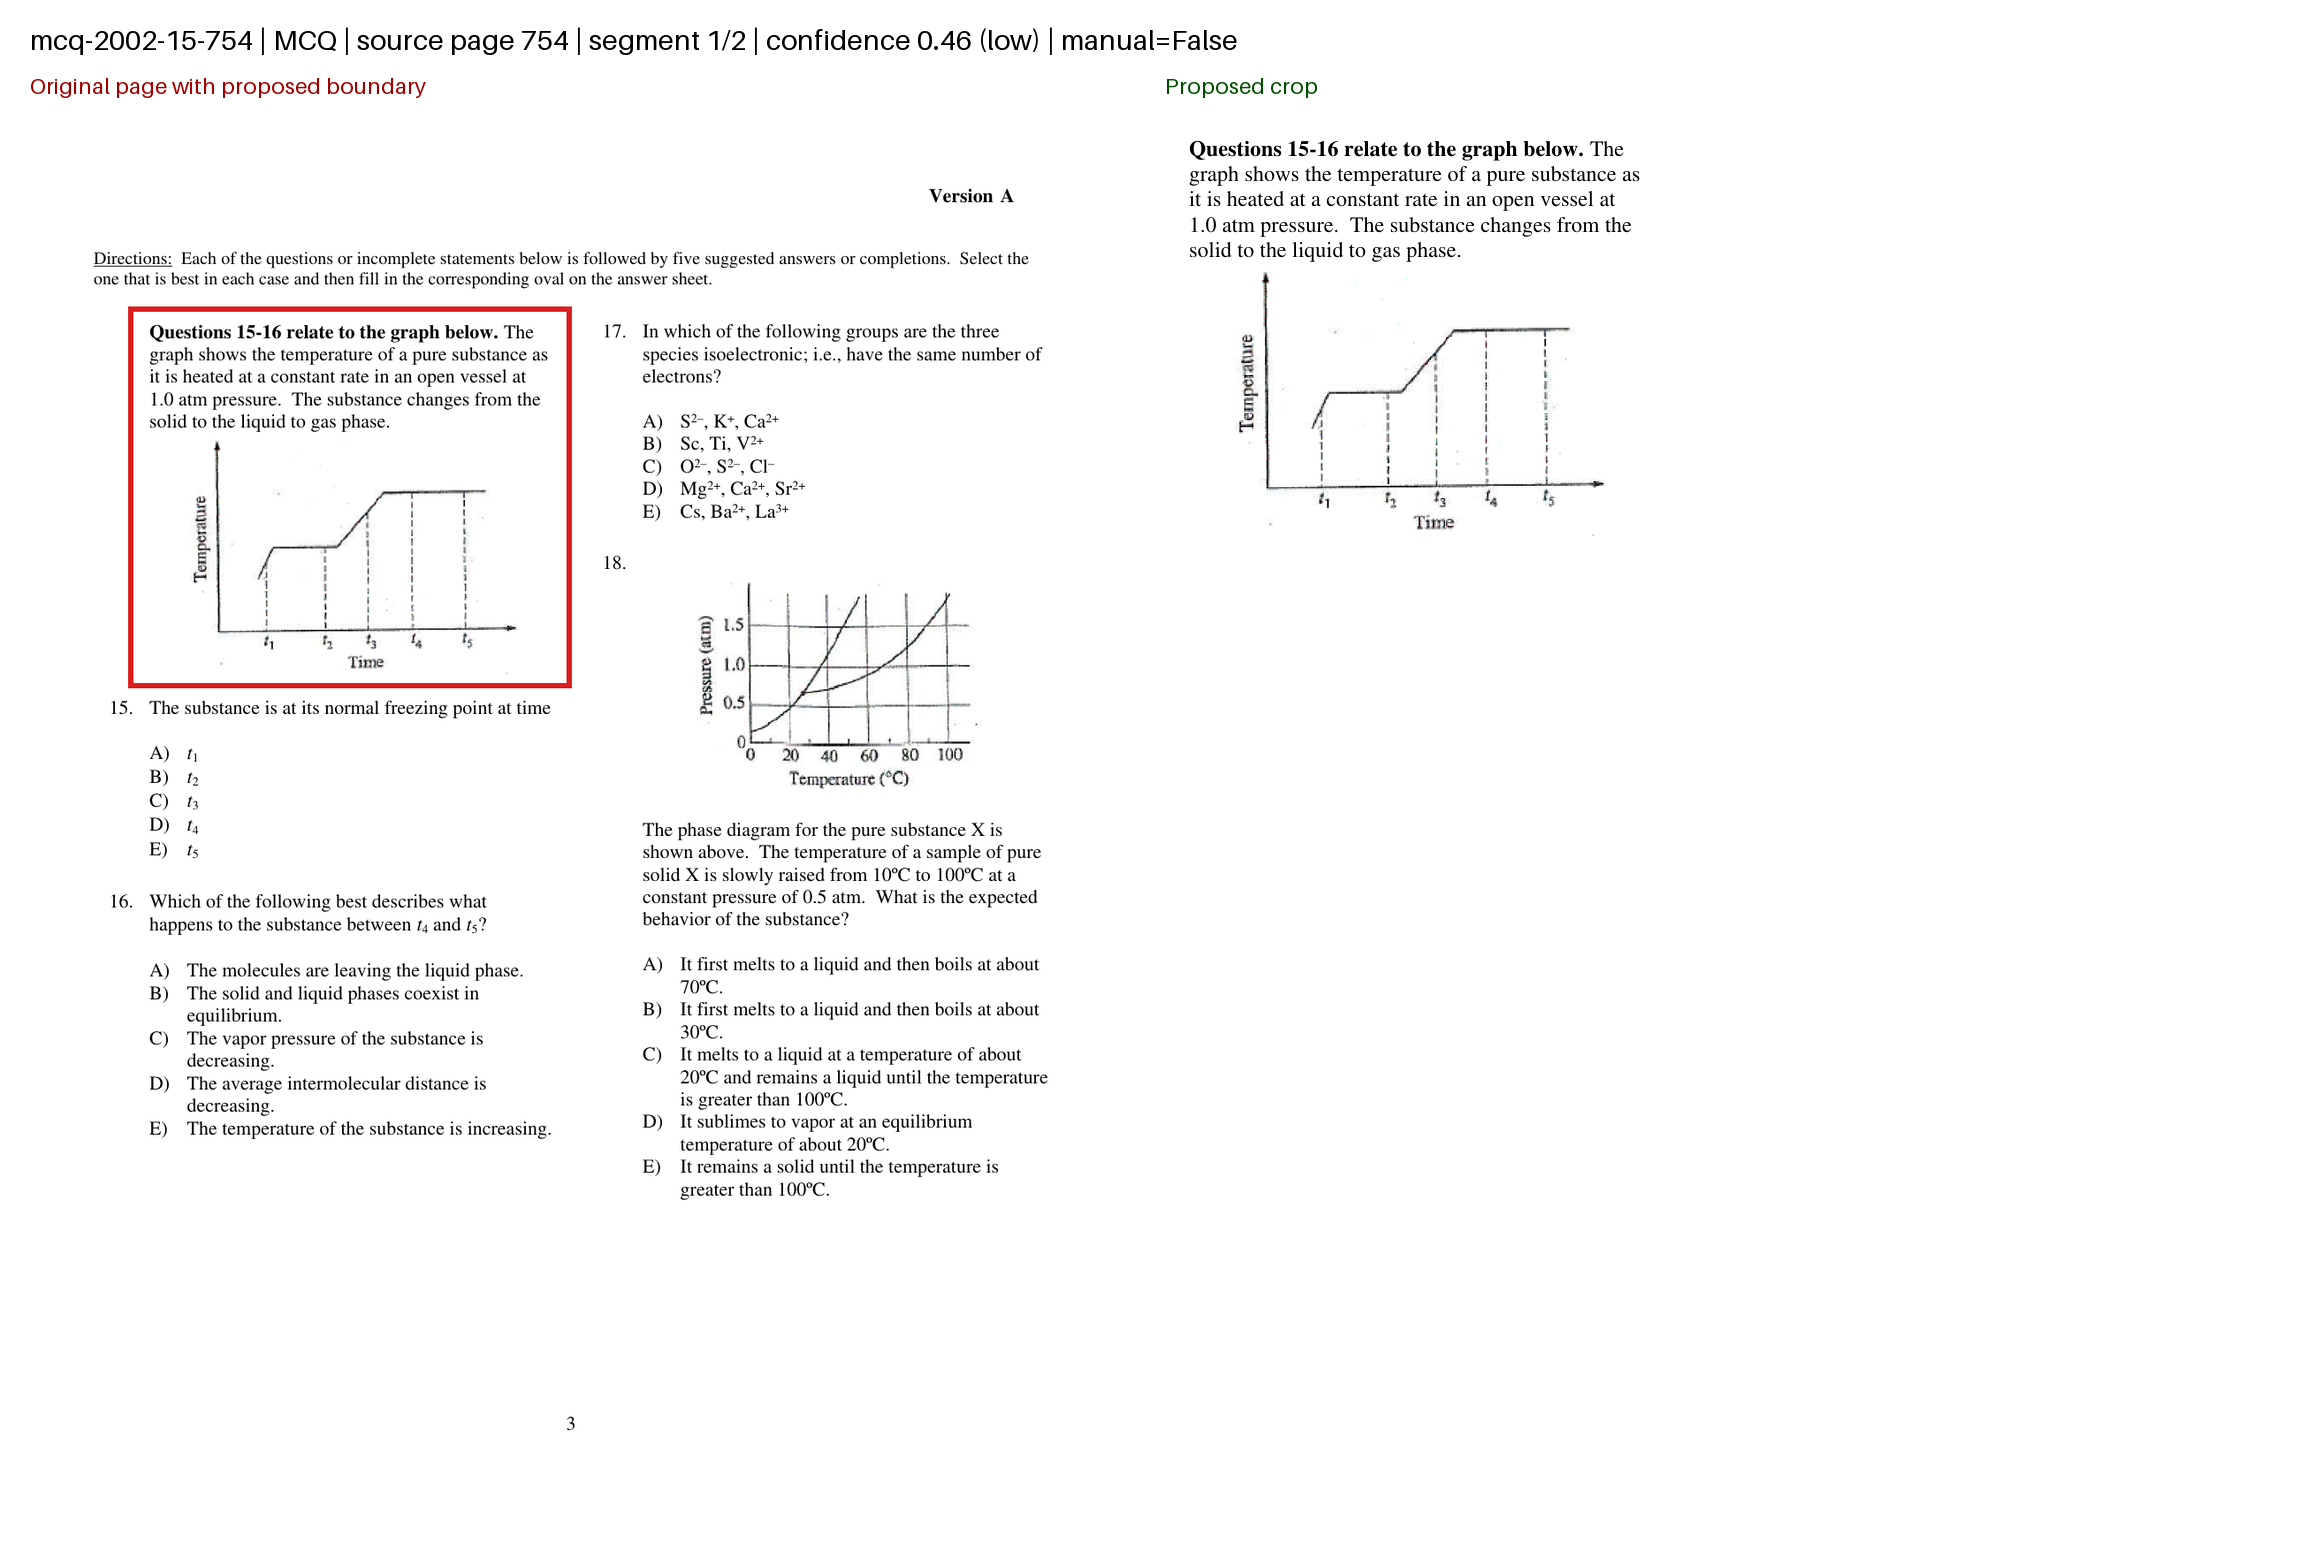 mcq-2002-15-754 | MCQ | source page 754 | segment 1/2 | confidence 0.46 (low) | manual=False
Original page with proposed boundary
Version A
Directions: Each of the questions or incomplete statements below is followed by five suggested answers or completions. Select the
one that is best in each case and then fill in the corresponding oval on the answer sheet.
Questions 15-16 relate to the graph below. The
graph shows the temperature of a pure substance as
it is heated at a constant rate in an open vessel at
1.0 atm pressure. The substance changes from the
solid to the liquid to gas phase.
Temperature
t₁ t₂ t₃ t₄ t₅
Time
15. The substance is at its normal freezing point at time
A) t₁
B) t₂
C) t₃
D) t₄
E) t₅
16. Which of the following best describes what
happens to the substance between t₄ and t₅?
A) The molecules are leaving the liquid phase.
B) The solid and liquid phases coexist in
equilibrium.
C) The vapor pressure of the substance is
decreasing.
D) The average intermolecular distance is
decreasing.
E) The temperature of the substance is increasing.
17. In which of the following groups are the three
species isoelectronic; i.e., have the same number of
electrons?
A) S²⁻, K⁺, Ca²⁺
B) Sc, Ti, V²⁺
C) O²⁻, S²⁻, Cl⁻
D) Mg²⁺, Ca²⁺, Sr²⁺
E) Cs, Ba²⁺, La³⁺
18.
Pressure (atm)
1.5
1.0
0.5
0
0 20 40 60 80 100
Temperature (°C)
The phase diagram for the pure substance X is
shown above. The temperature of a sample of pure
solid X is slowly raised from 10ºC to 100ºC at a
constant pressure of 0.5 atm. What is the expected
behavior of the substance?
A) It first melts to a liquid and then boils at about
70ºC.
B) It first melts to a liquid and then boils at about
30ºC.
C) It melts to a liquid at a temperature of about
20ºC and remains a liquid until the temperature
is greater than 100ºC.
D) It sublimes to vapor at an equilibrium
temperature of about 20ºC.
E) It remains a solid until the temperature is
greater than 100ºC.
3
Proposed crop
Questions 15-16 relate to the graph below. The
graph shows the temperature of a pure substance as
it is heated at a constant rate in an open vessel at
1.0 atm pressure. The substance changes from the
solid to the liquid to gas phase.
Temperature
t₁ t₂ t₃ t₄ t₅
Time